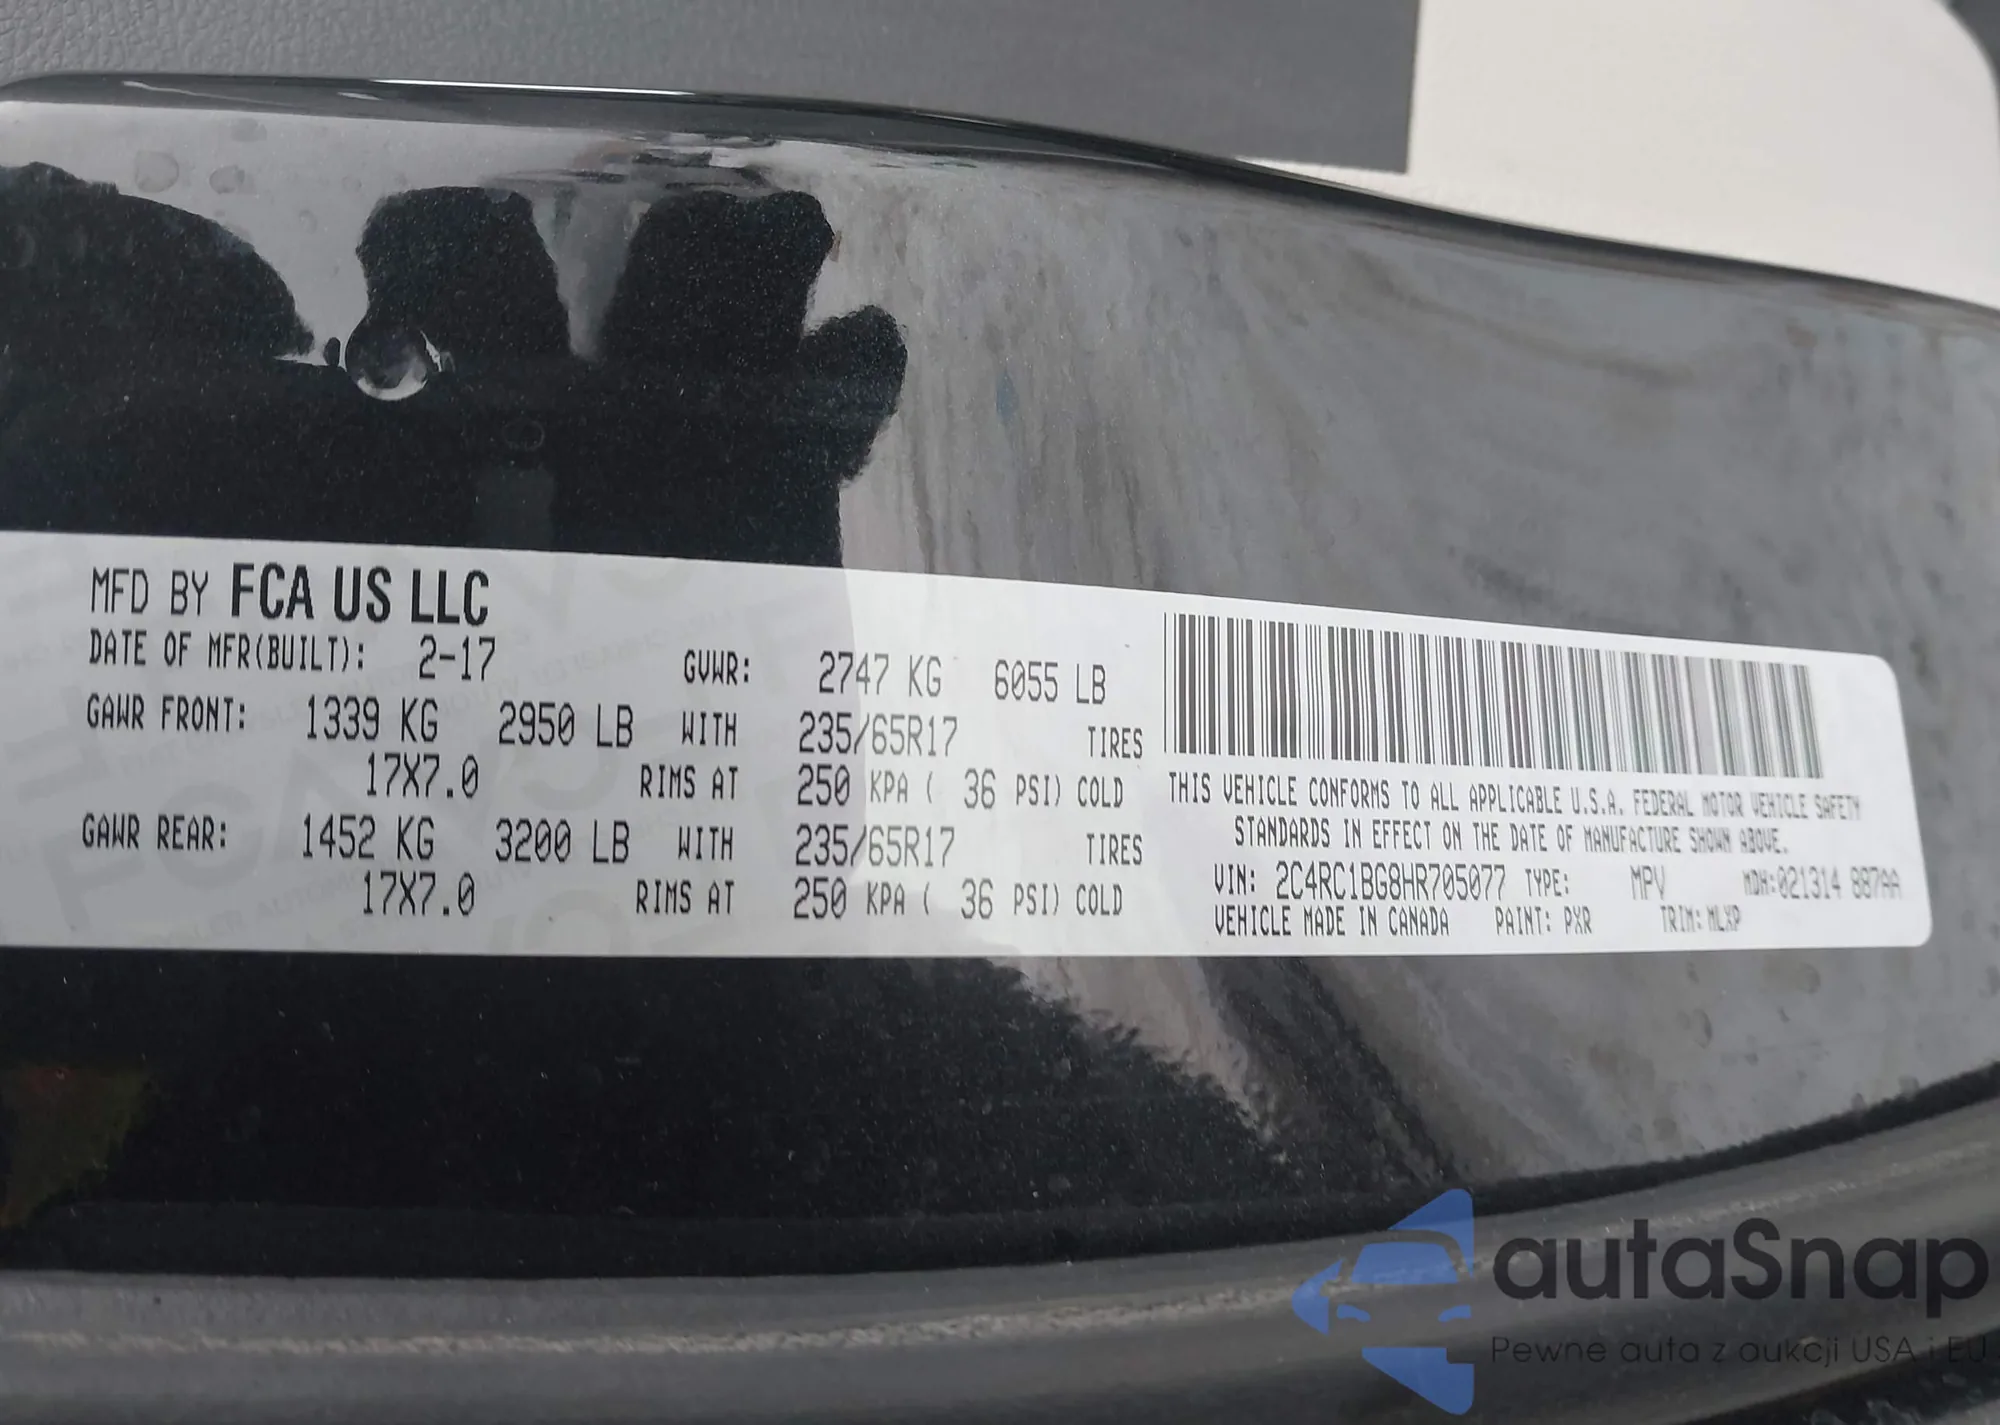 MFD BY FCA US LLC
DATE OF MFR(BUILT): 2-17 GVWR: 2747 KG 6055 LB
GAWR FRONT: 1339 KG 2950 LB WITH 235/65R17 TIRES
17X7.0 RIMS AT 250 KPA ( 36 PSI) COLD
GAWR REAR: 1452 KG 3200 LB WITH 235/65R17 TIRES
17X7.0 RIMS AT 250 KPA ( 36 PSI) COLD
THIS VEHICLE CONFORMS TO ALL APPLICABLE U.S.A. FEDERAL MOTOR VEHICLE SAFETY
STANDARDS IN EFFECT ON THE DATE OF MANUFACTURE SHOWN ABOVE.
VIN: 2C4RC1BG8HR705077 TYPE: MPV MDH:021314 887AA
VEHICLE MADE IN CANADA PAINT: PXR TRIM: MLXP
autaSnap
Pewne auta z aukcji USA i EU